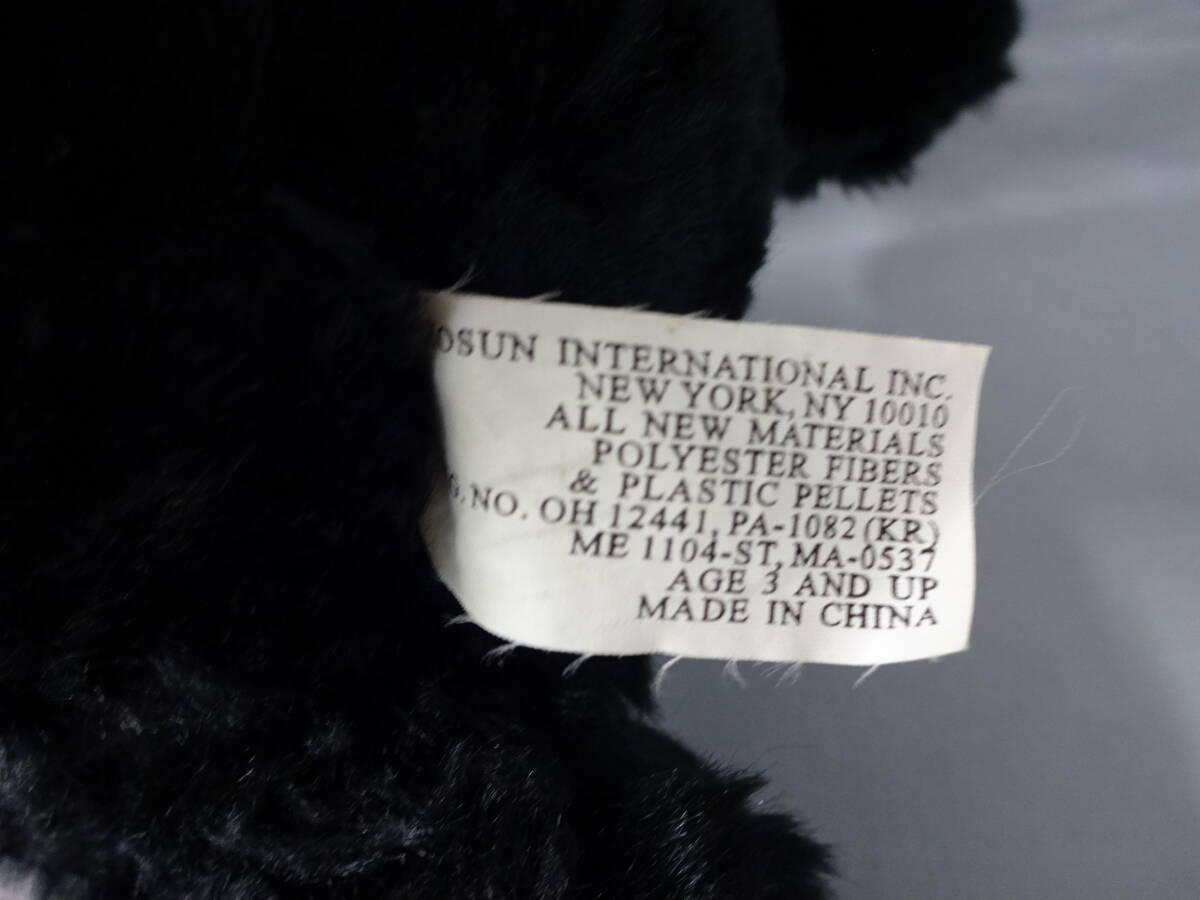 OSUN INTERNATIONAL INC.
NEW YORK, NY 10010
ALL NEW MATERIALS
POLYESTER FIBERS
& PLASTIC PELLETS
G. NO. OH 12441, PA-1082 (KR)
ME 1104-ST, MA-0537
AGE 3 AND UP
MADE IN CHINA